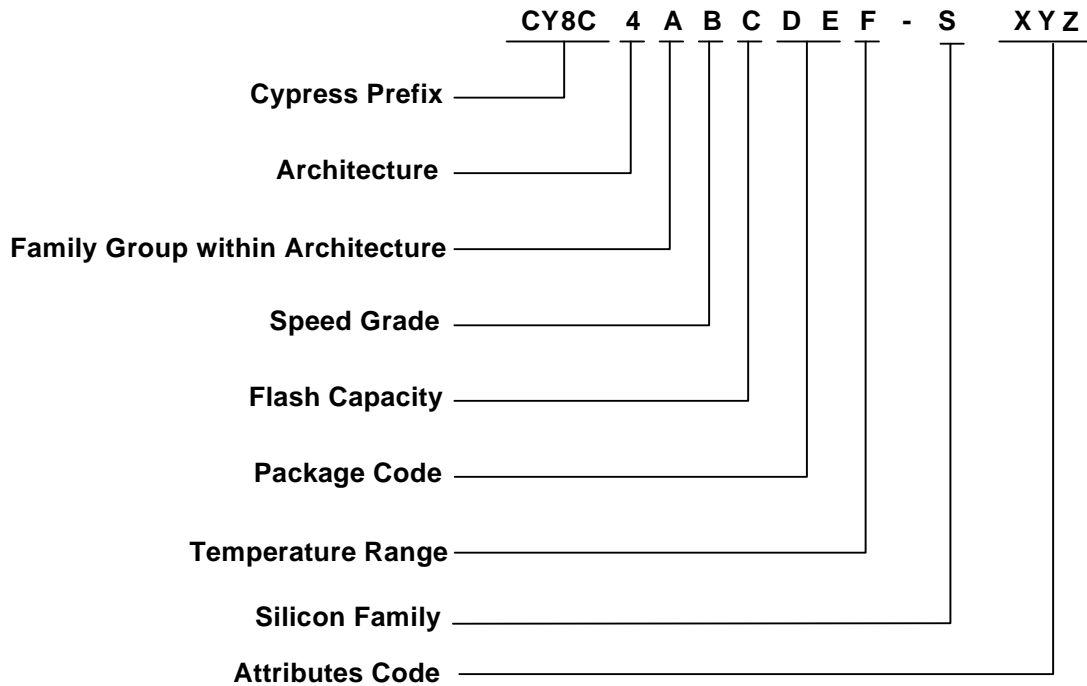 CY8C 4 A B C D E F - S XYZ
Cypress Prefix
Architecture
Family Group within Architecture
Speed Grade
Flash Capacity
Package Code
Temperature Range
Silicon Family
Attributes Code